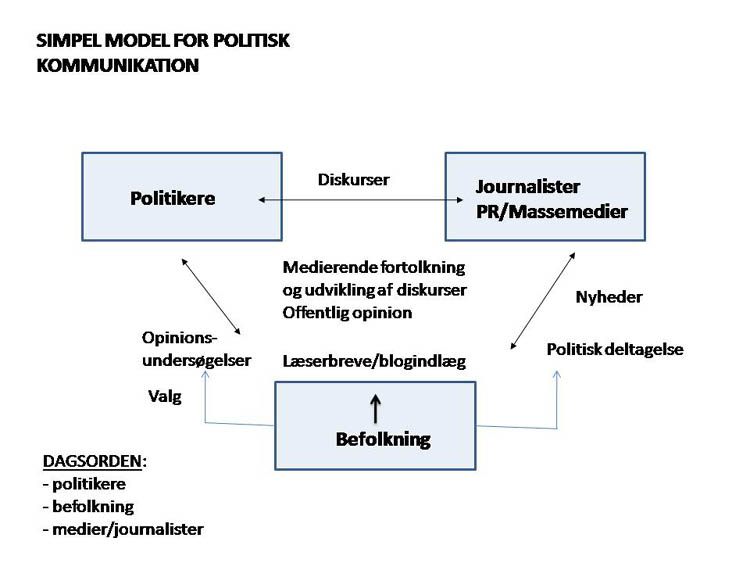 SIMPEL MODEL FOR POLITISK
KOMMUNIKATION
Politikere
Diskurser
Journalister
PR/Massemedier
Medierende fortolkning
og udvikling af diskurser
Offentlig opinion
Nyheder
Opinions-
undersøgelser
Læserbreve/blogindlæg
Politisk deltagelse
Valg
Befolkning
DAGSORDEN:
- politikere
- befolkning
- medier/journalister